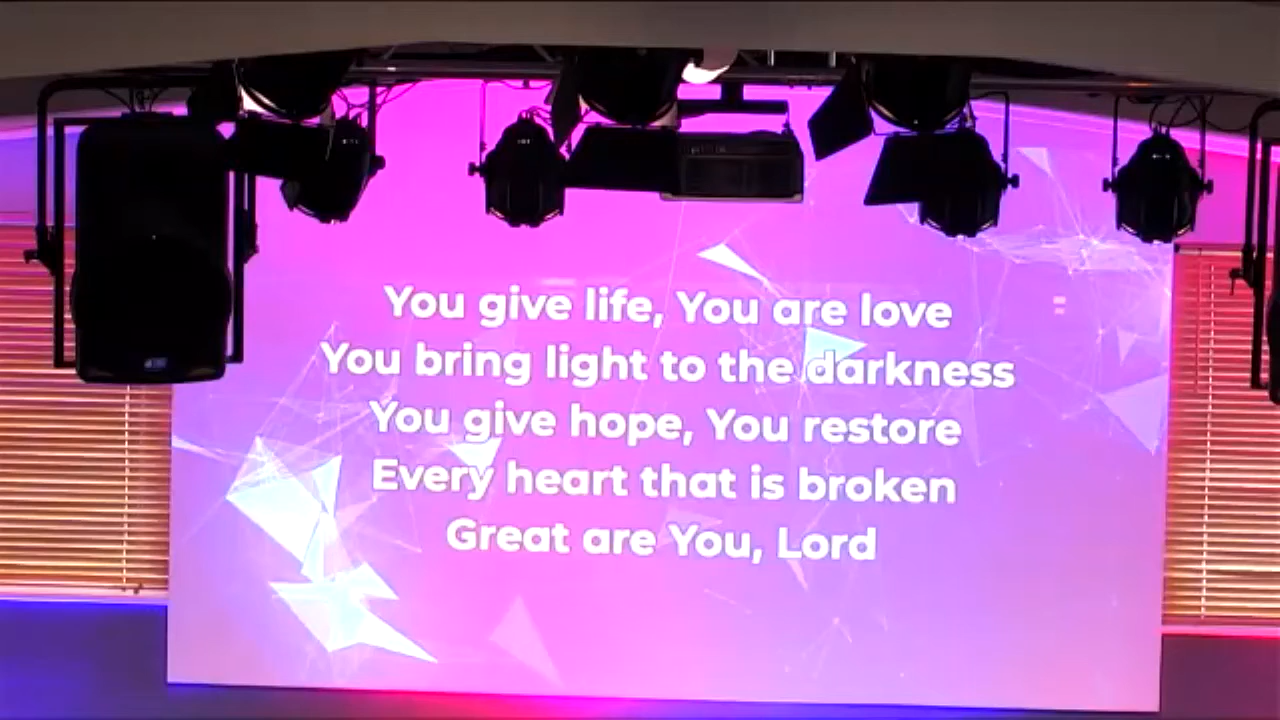 You give life, You are love
You bring light to the darkness
You give hope, You restore
Every heart that is broken
Great are You, Lord